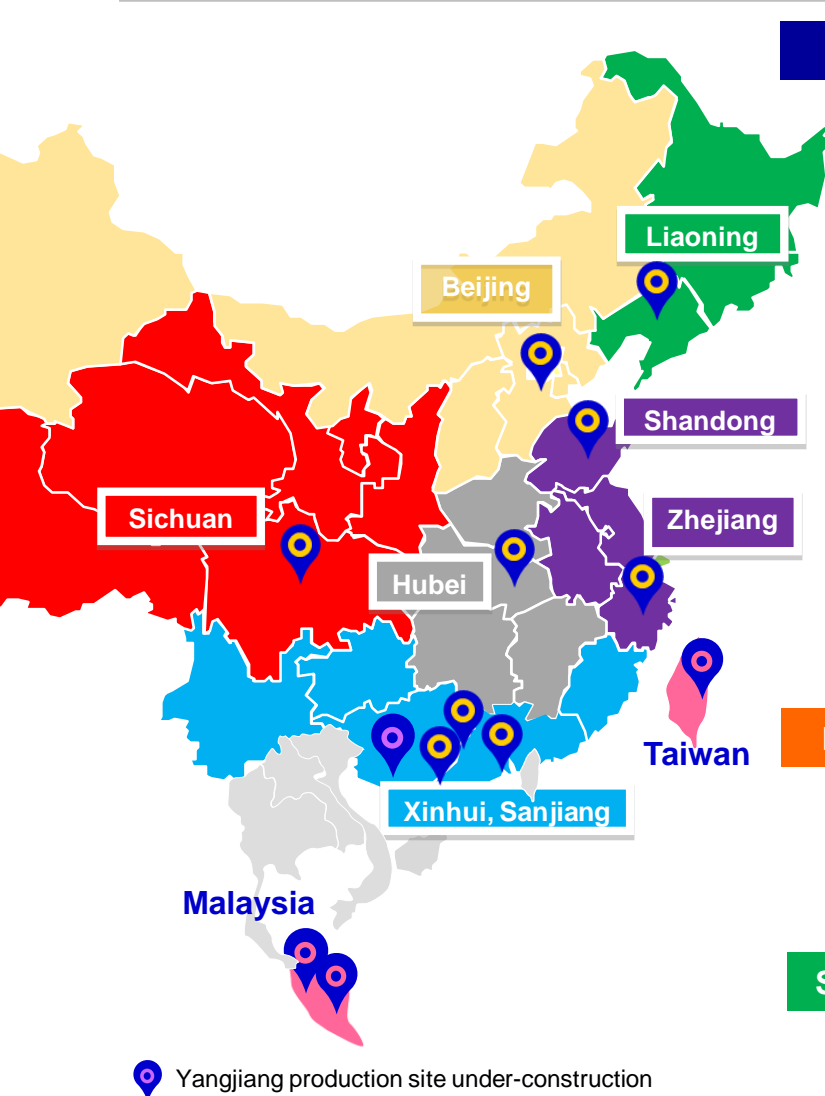 Liaoning
Beijing
Shandong
Sichuan
Zhejiang
Hubei
Taiwan
Xinhui, Sanjiang
Malaysia
Yangjiang production site under-construction